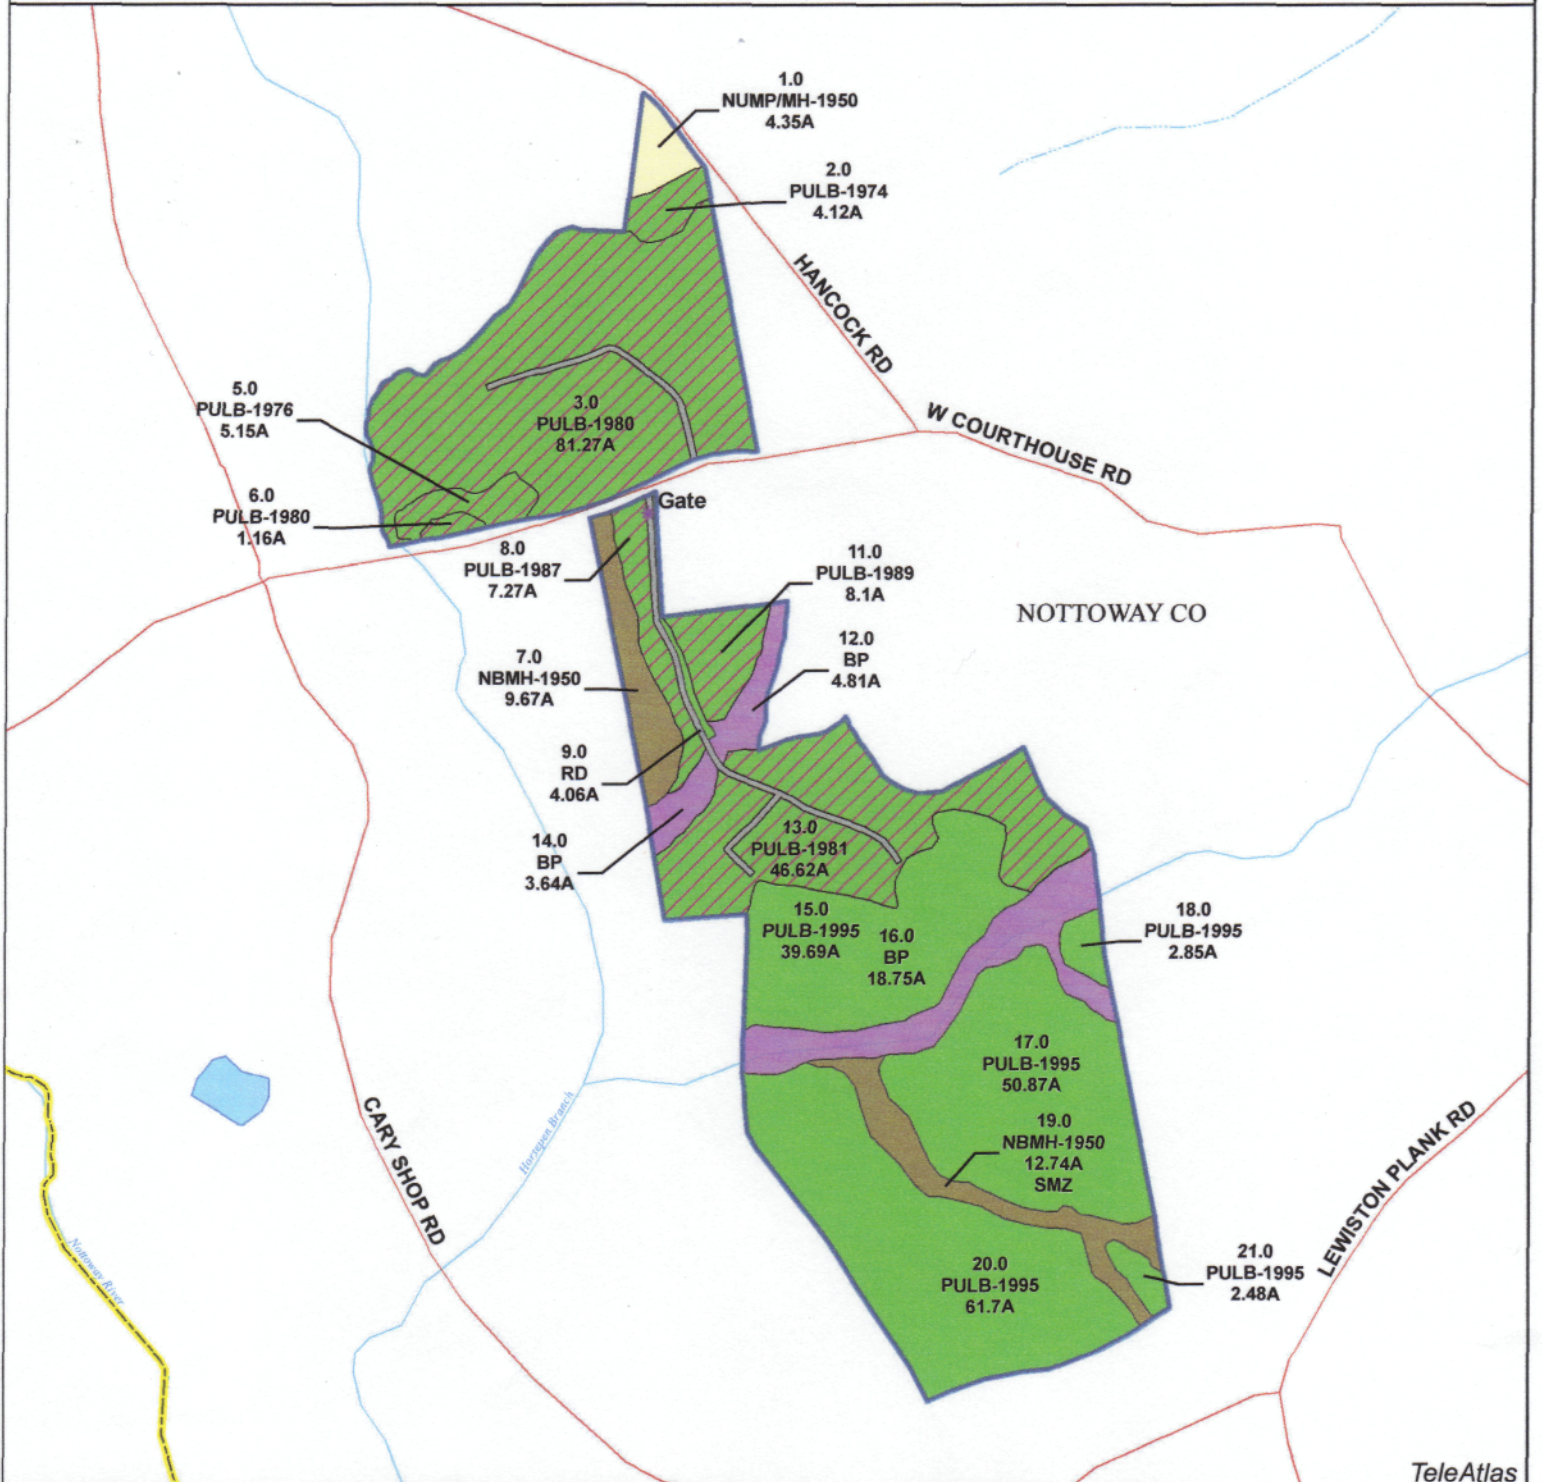 1.0
NUMP/MH-1950
4.35A
2.0
PULB-1974
4.12A
HANCOCK RD
5.0
PULB-1976
5.15A
3.0
PULB-1980
81.27A
W COURTHOUSE RD
6.0
PULB-1980
1.16A
Gate
8.0
PULB-1987
7.27A
11.0
PULB-1989
8.1A
NOTTOWAY CO
12.0
BP
4.81A
7.0
NBMH-1950
9.67A
9.0
RD
4.06A
13.0
PULB-1981
46.62A
14.0
BP
3.64A
15.0
PULB-1995
39.69A
16.0
BP
18.75A
18.0
PULB-1995
2.85A
17.0
PULB-1995
50.87A
CARY SHOP RD
Horsepen Branch
19.0
NBMH-1950
12.74A
SMZ
LEWISTON PLANK RD
Nottoway River
20.0
PULB-1995
61.7A
21.0
PULB-1995
2.48A
TeleAtlas